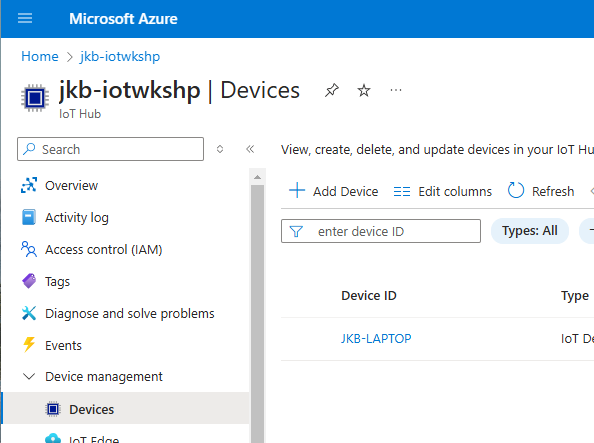 Microsoft Azure
Home > jkb-iotwkshp
jkb-iotwkshp | Devices
IoT Hub
Search
View, create, delete, and update devices in your IoT Hu
Overview
Activity log
Access control (IAM)
Tags
Diagnose and solve problems
Events
Device management
Devices
IoT Edge
Add Device
Edit columns
Refresh
enter device ID
Types: All
Device ID
Type
JKB-LAPTOP
IoT De